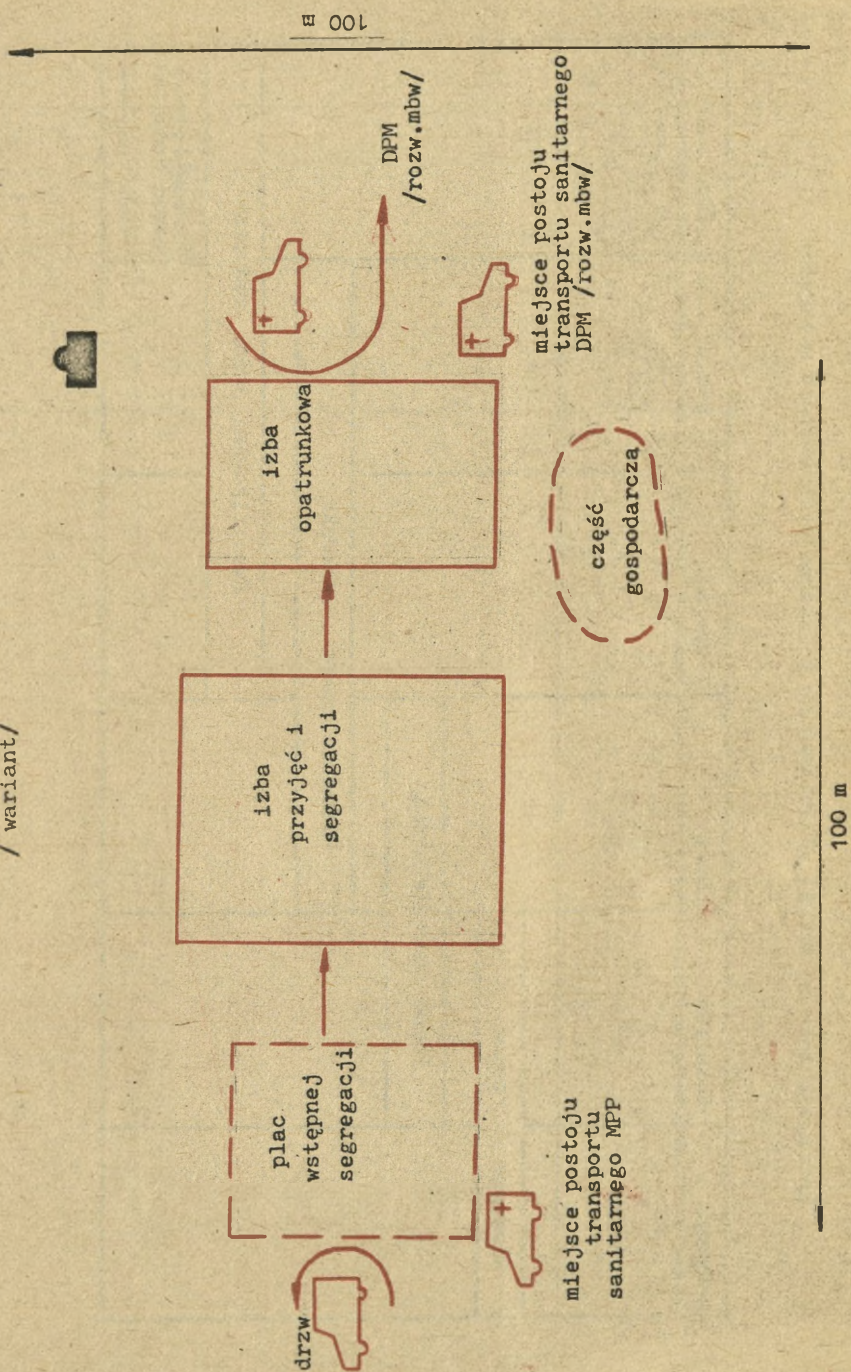 / wariant/
100 m
drzw
plac
wstępnej
segregacji
miejsce postoju
transportu
sanitarnego MPP
izba
przyjęć i
segregacji
izba
opatrunkowa
część
gospodarcza
DPM
/rozw.mbw/
miejsce postoju
transportu sanitarnego
DPM /rozw.mbw/
100 m